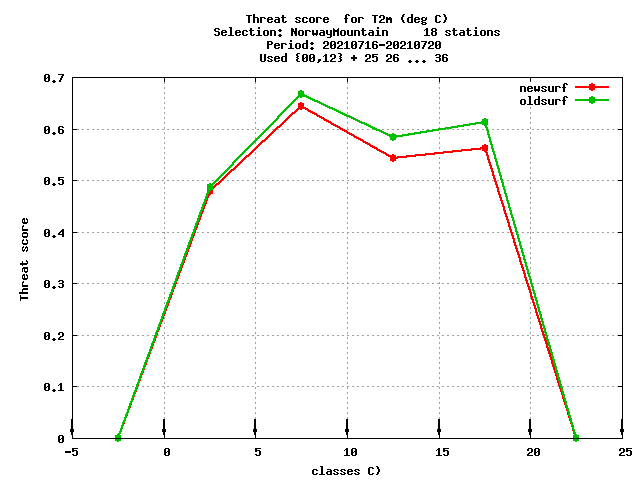 Threat score for T2m (deg C)
Selection: NorwayMountain 18 stations
Period: 20210716-20210720
Used {00,12} + 25 26 ... 36
newsurf
oldsurf
Threat score
0.7
0.6
0.5
0.4
0.3
0.2
0.1
0
-5 0 5 10 15 20 25
classes C)